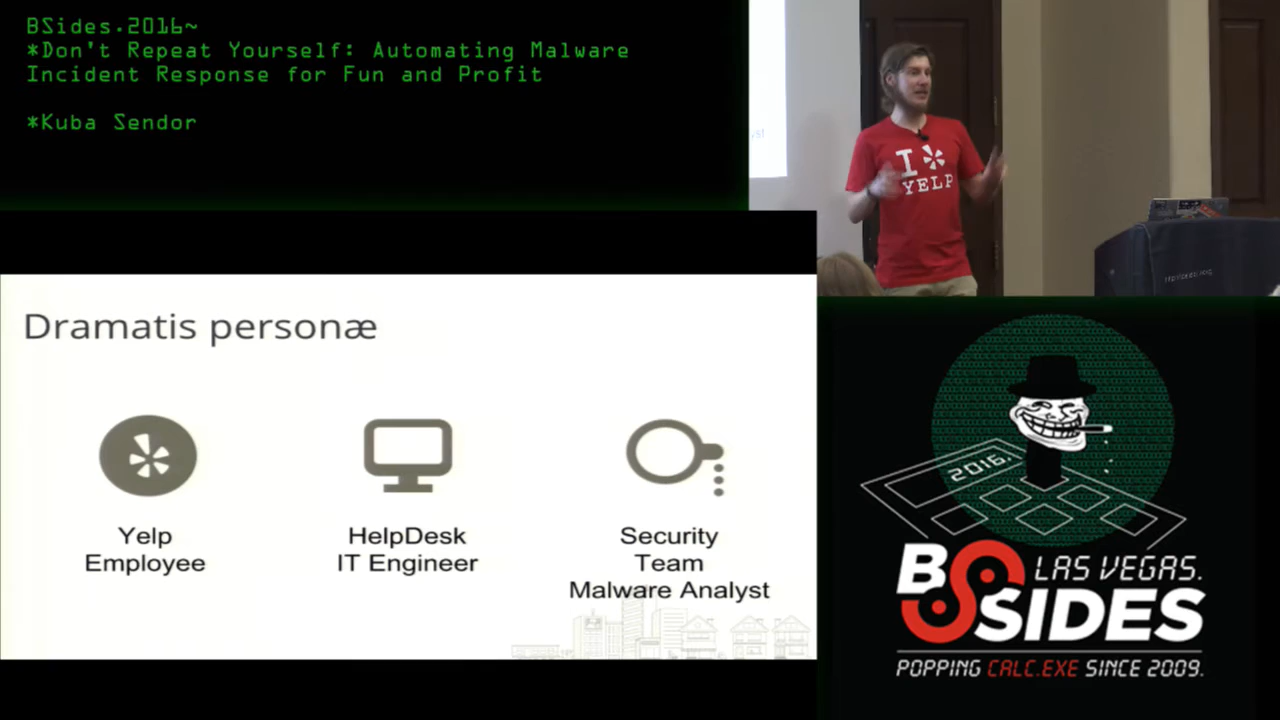 BSides.2016~
*Don't Repeat Yourself: Automating Malware
Incident Response for Fun and Profit
*Kuba Sendor
I
YELP
Dramatis personæ
Yelp
Employee
HelpDesk
IT Engineer
Security
Team
Malware Analyst
2016.
BSIDES
LAS VEGAS.
POPPING CALC.EXE SINCE 2009.